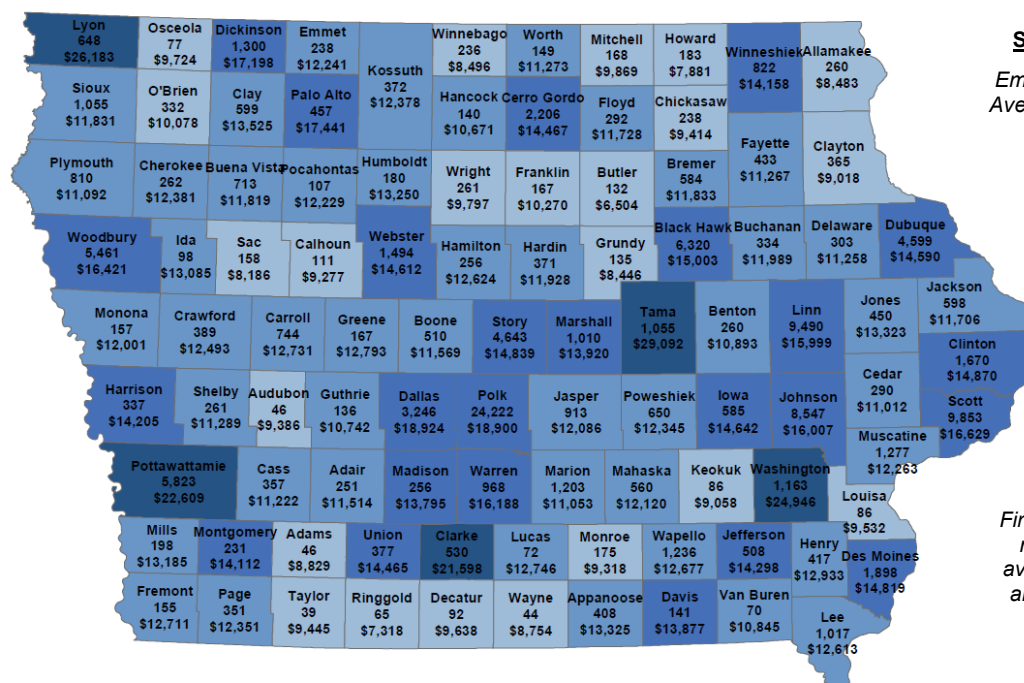 Lyon
648
$26,183
Osceola
77
$9,724
Dickinson
1,300
$17,198
Emmet
238
$12,241
Kossuth
372
$12,378
Winnebago
236
$8,496
Worth
149
$11,273
Mitchell
168
$9,869
Howard
183
$7,881
Winneshiek
822
$14,158
Allamakee
260
$8,483
S
Em
Ave
Sioux
1,055
$11,831
O'Brien
332
$10,078
Clay
599
$13,525
Palo Alto
457
$17,441
Hancock
140
$10,671
Cerro Gordo
2,206
$14,467
Floyd
292
$11,728
Chickasaw
238
$9,414
Fayette
433
$11,267
Clayton
365
$9,018
Plymouth
810
$11,092
Cherokee
262
$12,381
Buena Vista
713
$11,819
Pocahontas
107
$12,229
Humboldt
180
$13,250
Wright
261
$9,797
Franklin
167
$10,270
Butler
132
$6,504
Bremer
584
$11,833
Woodbury
5,461
$16,421
Ida
98
$13,085
Sac
158
$8,186
Calhoun
111
$9,277
Webster
1,494
$14,612
Hamilton
256
$12,624
Hardin
371
$11,928
Grundy
135
$8,446
Black Hawk
6,320
$15,003
Buchanan
334
$11,989
Delaware
303
$11,258
Dubuque
4,599
$14,590
Monona
157
$12,001
Crawford
389
$12,493
Carroll
744
$12,731
Greene
167
$12,793
Boone
510
$11,569
Story
4,643
$14,839
Marshall
1,010
$13,920
Tama
1,055
$29,092
Benton
260
$10,893
Linn
9,490
$15,999
Jones
450
$13,323
Jackson
598
$11,706
Clinton
1,670
$14,870
Harrison
337
$14,205
Shelby
261
$11,289
Audubon
46
$9,386
Guthrie
136
$10,742
Dallas
3,246
$18,924
Polk
24,222
$18,900
Jasper
913
$12,086
Poweshiek
650
$12,345
Iowa
585
$14,642
Johnson
8,547
$16,007
Cedar
290
$11,012
Scott
9,853
$16,629
Muscatine
1,277
$12,263
Pottawattamie
5,823
$22,609
Cass
357
$11,222
Adair
251
$11,514
Madison
256
$13,795
Warren
968
$16,188
Marion
1,203
$11,053
Mahaska
560
$12,120
Keokuk
86
$9,058
Washington
1,163
$24,946
Louisa
86
$9,532
Mills
198
$13,185
Montgomery
231
$14,112
Adams
46
$8,829
Union
377
$14,465
Clarke
530
$21,598
Lucas
72
$12,746
Monroe
175
$9,318
Wapello
1,236
$12,677
Jefferson
508
$14,298
Henry
417
$12,933
Des Moines
1,898
$14,819
Fir
av
Fremont
155
$12,711
Page
351
$12,351
Taylor
39
$9,445
Ringgold
65
$7,318
Decatur
92
$9,638
Wayne
44
$8,754
Appanoose
408
$13,325
Davis
141
$13,877
Van Buren
70
$10,845
Lee
1,017
$12,613